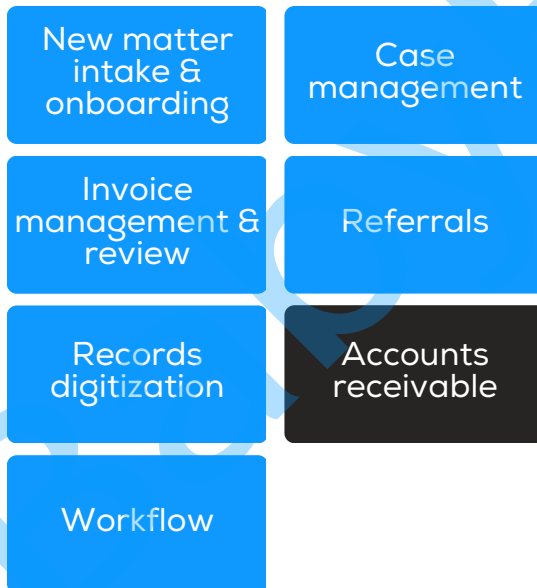 New matter
intake &
onboarding
Case
management
Invoice
management &
review
Referrals
Records
digitization
Accounts
receivable
Workflow